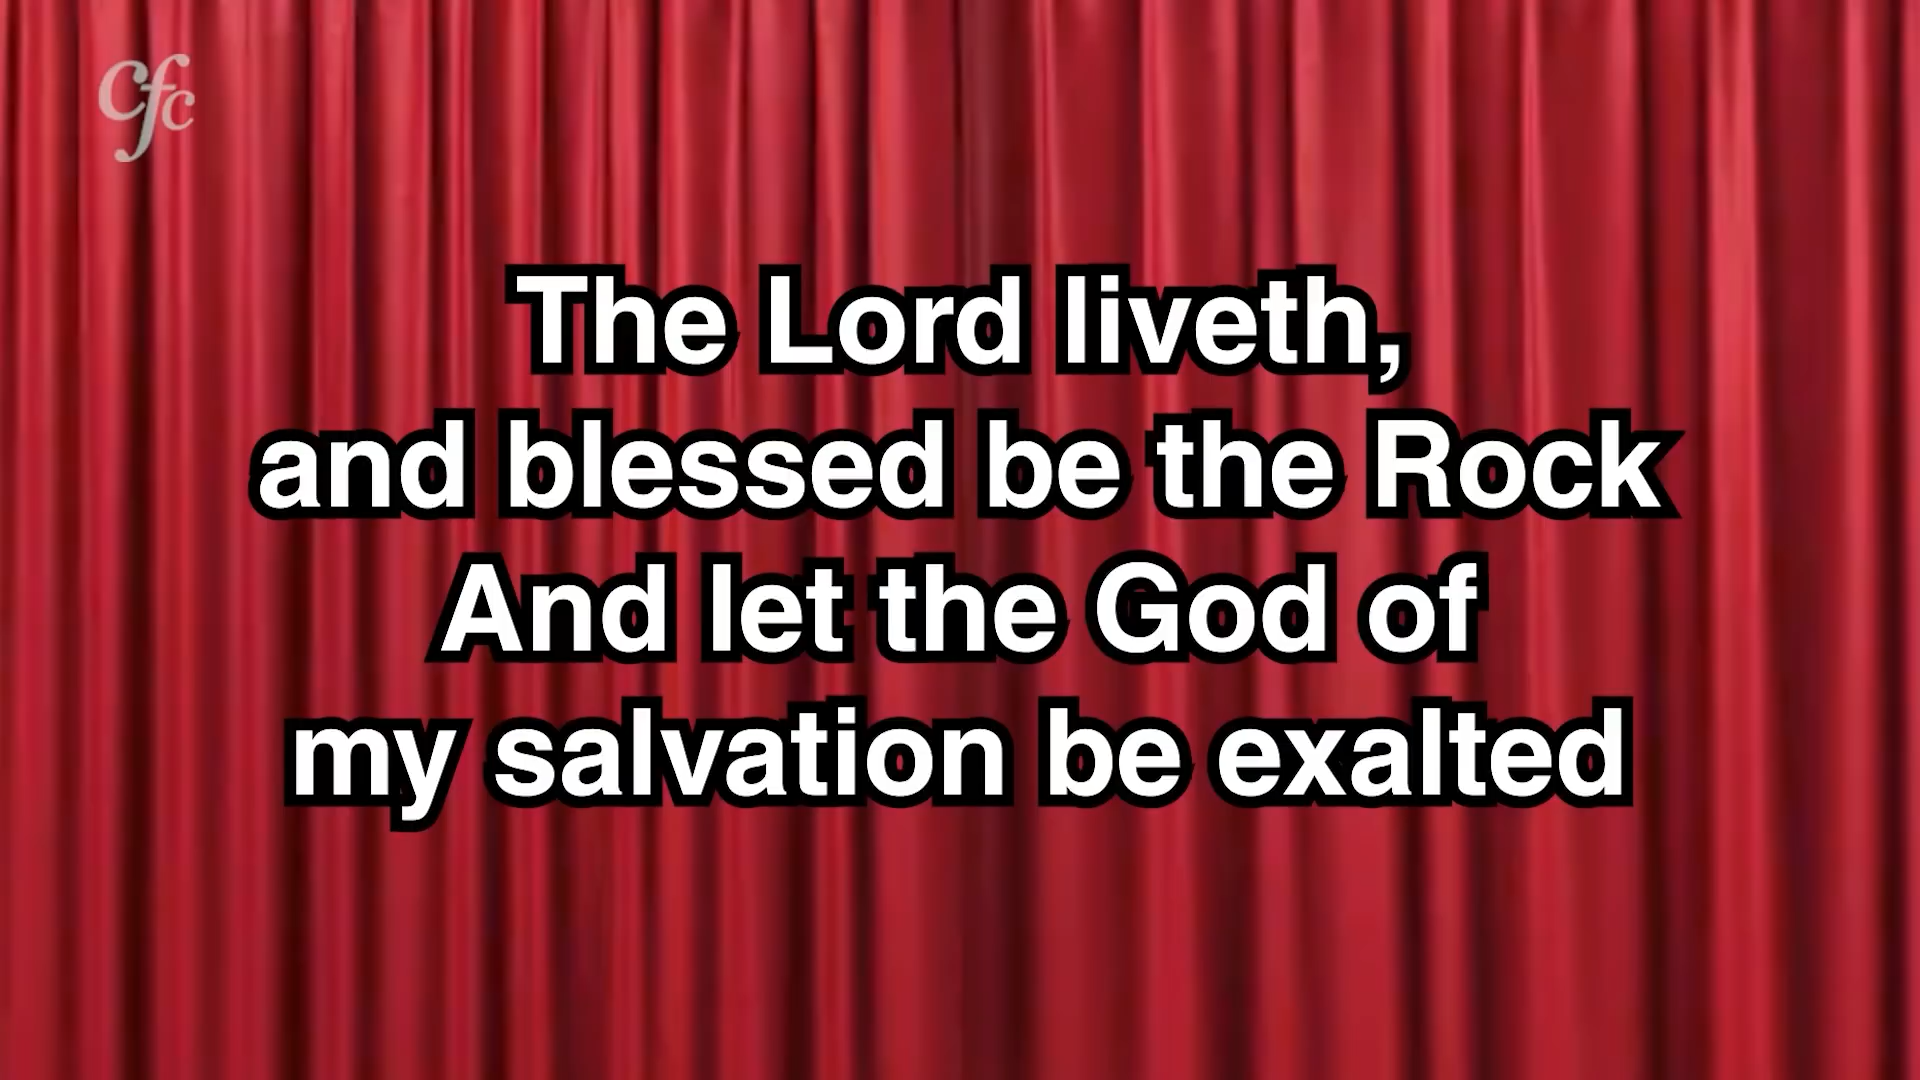 cfc
The Lord liveth,
and blessed be the Rock
And let the God of
my salvation be exalted